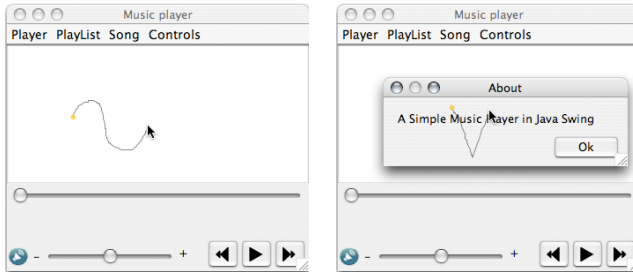 Music player
Player PlayList Song Controls
- +
Music player
Player PlayList Song Controls
About
A Simple Music Player in Java Swing
Ok
- +